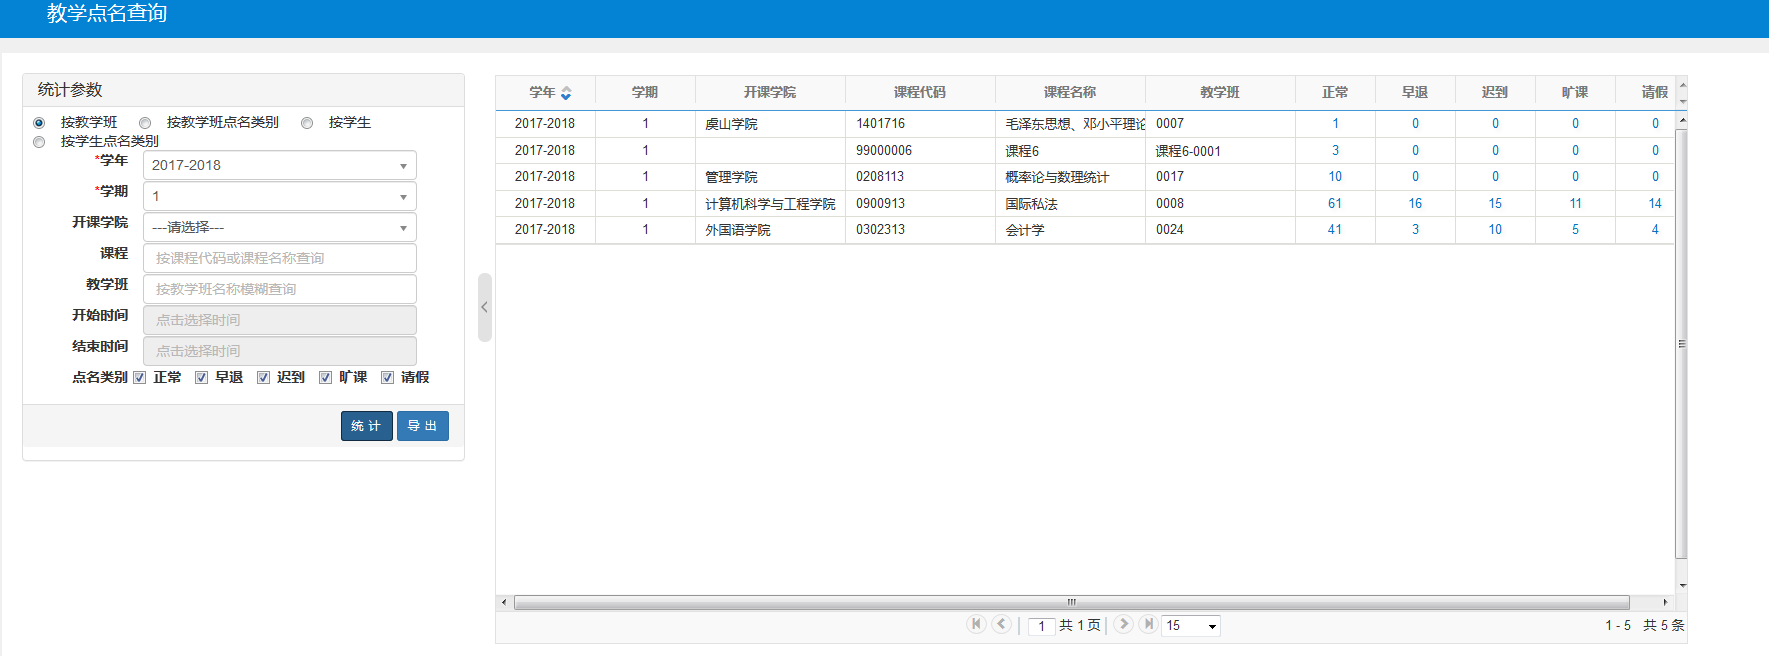 教学点名查询
统计参数
按教学班 按教学班点名类别 按学生
按学生点名类别
*学年 2017-2018
*学期 1
开课学院 ---请选择---
课程 按课程代码或课程名称查询
教学班 按教学班名称模糊查询
开始时间 点击选择时间
结束时间 点击选择时间
点名类别 正常 早退 迟到 旷课 请假
统 计 导 出
学年 学期 开课学院 课程代码 课程名称 教学班 正常 早退 迟到 旷课 请假
2017-2018 1 虞山学院 1401716 毛泽东思想、邓小平理论 0007 1 0 0 0 0
2017-2018 1 99000006 课程6 课程6-0001 3 0 0 0 0
2017-2018 1 管理学院 0208113 概率论与数理统计 0017 10 0 0 0 0
2017-2018 1 计算机科学与工程学院 0900913 国际私法 0008 61 16 15 11 14
2017-2018 1 外国语学院 0302313 会计学 0024 41 3 10 5 4
1 共 1 页 15 1 - 5 共 5 条